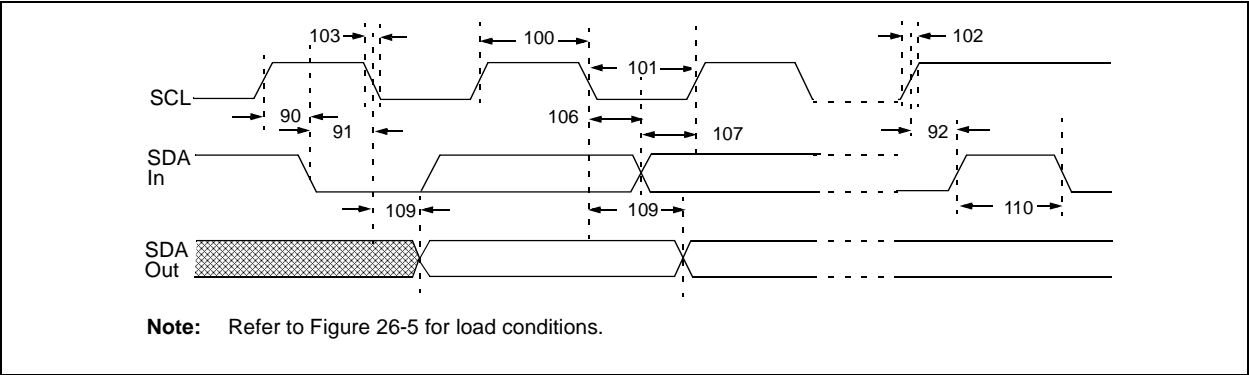 103
100
102
101
SCL
90
91
106
107
92
SDA
In
109
109
110
SDA
Out
Note: Refer to Figure 26-5 for load conditions.